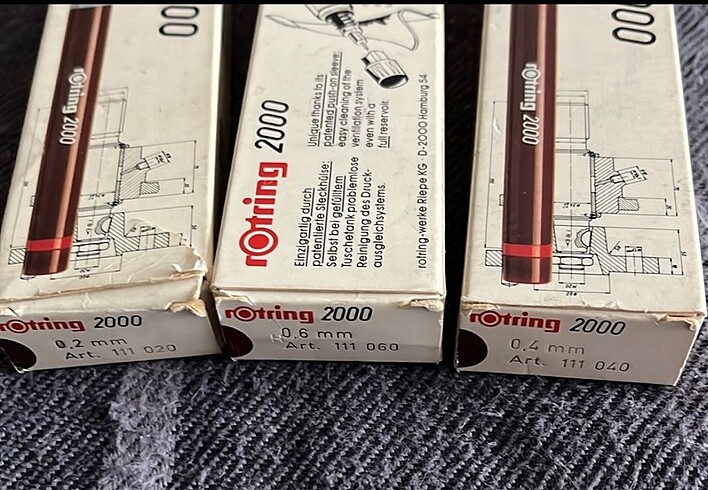 00
rotring 2000
rotring 2000
0,2 mm
Art. 111 020
rotring 2000
Unique thanks to its
patented push-on sleeve:
easy cleaning of the
ventilation system
even with a
full reservoir.
Einzigartig durch
patentierte Steckhülse:
Selbst bei gefülltem
Tuschetank problemlose
Reinigung des Druck-
ausgleichsystems.
rotring-werke Riepe KG · D-2000 Hamburg 54
rotring 2000
0,6 mm
Art. 111 060
00
rotring 2000
rotring 2000
0,4 mm
Art. 111 040